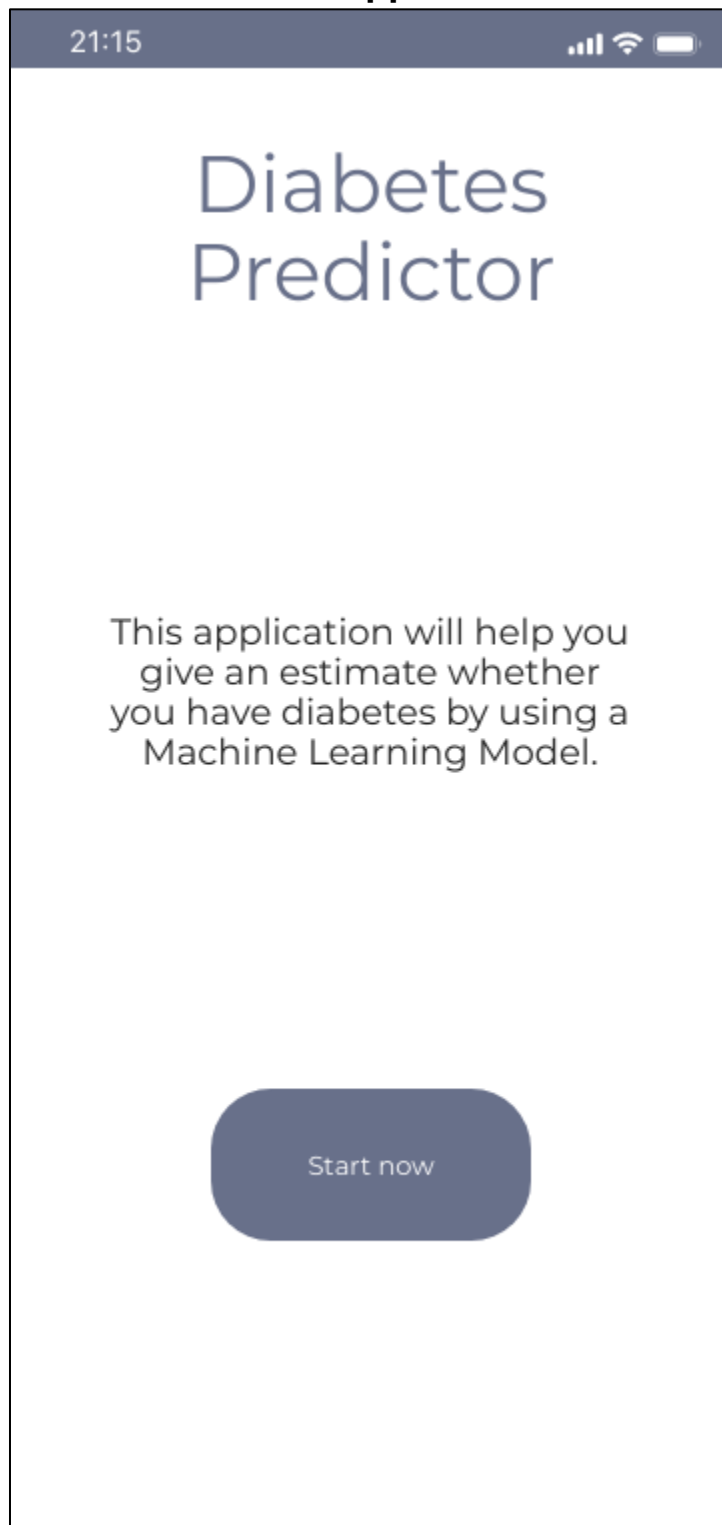 21:15
Diabetes
Predictor
This application will help you
give an estimate whether
you have diabetes by using a
Machine Learning Model.
Start now